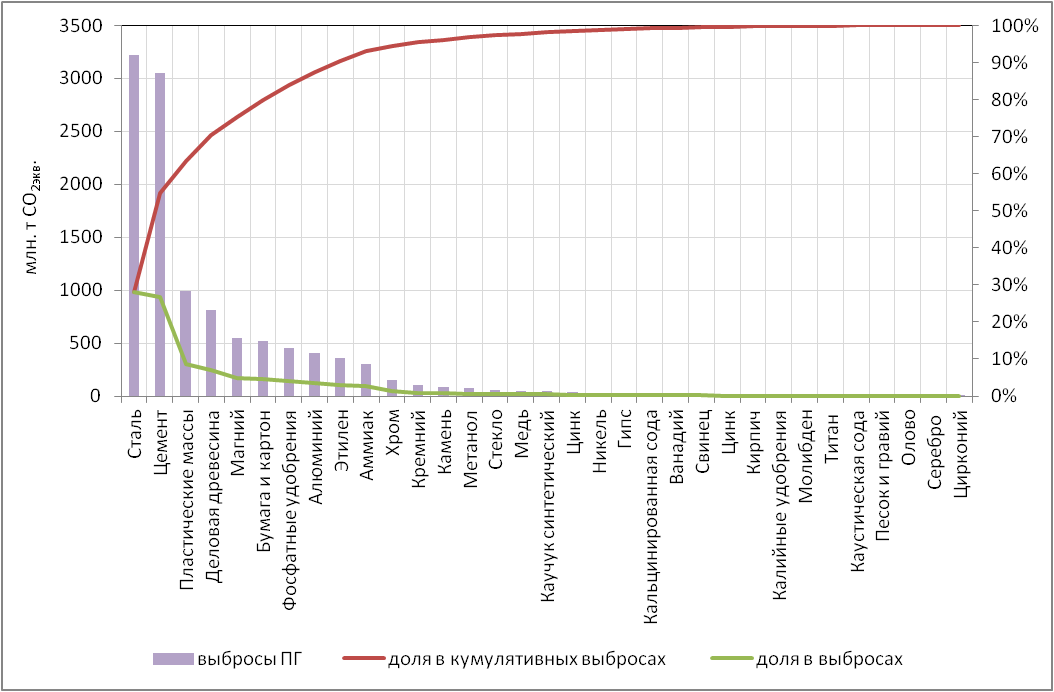 3500
3000
2500
2000
1500
1000
500
0
млн. т CO2экв.
100%
90%
80%
70%
60%
50%
40%
30%
20%
10%
0%
Сталь
Цемент
Пластические массы
Деловая древесина
Магний
Бумага и картон
Фосфатные удобрения
Алюминий
Этилен
Аммиак
Хром
Кремний
Камень
Метанол
Стекло
Медь
Каучук синтетический
Цинк
Никель
Гипс
Кальцинированная сода
Ванадий
Свинец
Цинк
Кирпич
Калийные удобрения
Молибден
Титан
Каустическая сода
Песок и гравий
Олово
Серебро
Цирконий
выбросы ПГ
доля в кумулятивных выбросах
доля в выбросах